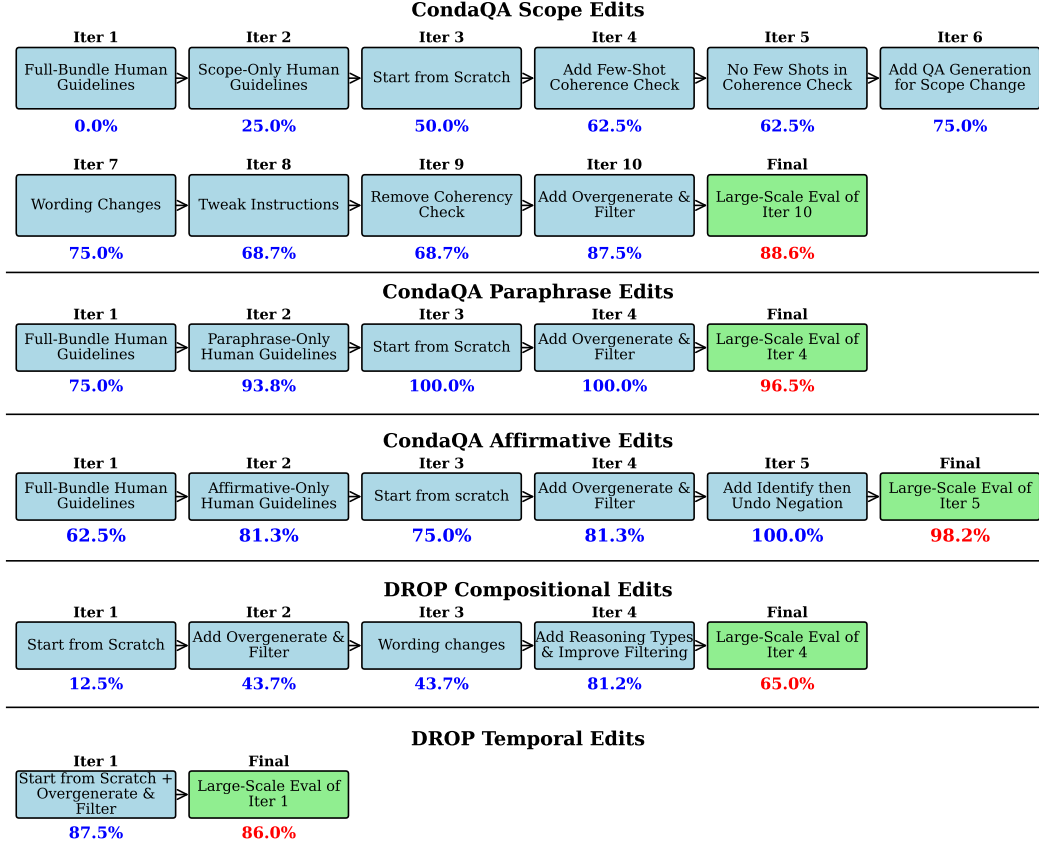 CondaQA Scope Edits
Iter 1
Iter 2
Iter 3
Iter 4
Iter 5
Iter 6
Full-Bundle Human
Guidelines
Scope-Only Human
Guidelines
Start from Scratch
Add Few-Shot
Coherence Check
No Few Shots in
Coherence Check
Add QA Generation
for Scope Change
0.0%
25.0%
50.0%
62.5%
62.5%
75.0%
Iter 7
Iter 8
Iter 9
Iter 10
Final
Wording Changes
Tweak Instructions
Remove Coherency
Check
Add Overgenerate &
Filter
Large-Scale Eval of
Iter 10
75.0%
68.7%
68.7%
87.5%
88.6%
CondaQA Paraphrase Edits
Iter 1
Iter 2
Iter 3
Iter 4
Final
Full-Bundle Human
Guidelines
Paraphrase-Only
Human Guidelines
Start from Scratch
Add Overgenerate &
Filter
Large-Scale Eval of
Iter 4
75.0%
93.8%
100.0%
100.0%
96.5%
CondaQA Affirmative Edits
Iter 1
Iter 2
Iter 3
Iter 4
Iter 5
Final
Full-Bundle Human
Guidelines
Affirmative-Only
Human Guidelines
Start from scratch
Add Overgenerate &
Filter
Add Identify then
Undo Negation
Large-Scale Eval of
Iter 5
62.5%
81.3%
75.0%
81.3%
100.0%
98.2%
DROP Compositional Edits
Iter 1
Iter 2
Iter 3
Iter 4
Final
Start from Scratch
Add Overgenerate &
Filter
Wording changes
Add Reasoning Types
& Improve Filtering
Large-Scale Eval of
Iter 4
12.5%
43.7%
43.7%
81.2%
65.0%
DROP Temporal Edits
Iter 1
Final
Start from Scratch +
Overgenerate &
Filter
Large-Scale Eval of
Iter 1
87.5%
86.0%